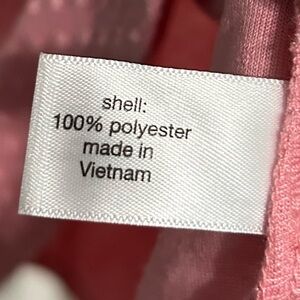 shell:
100% polyester
made in
Vietnam